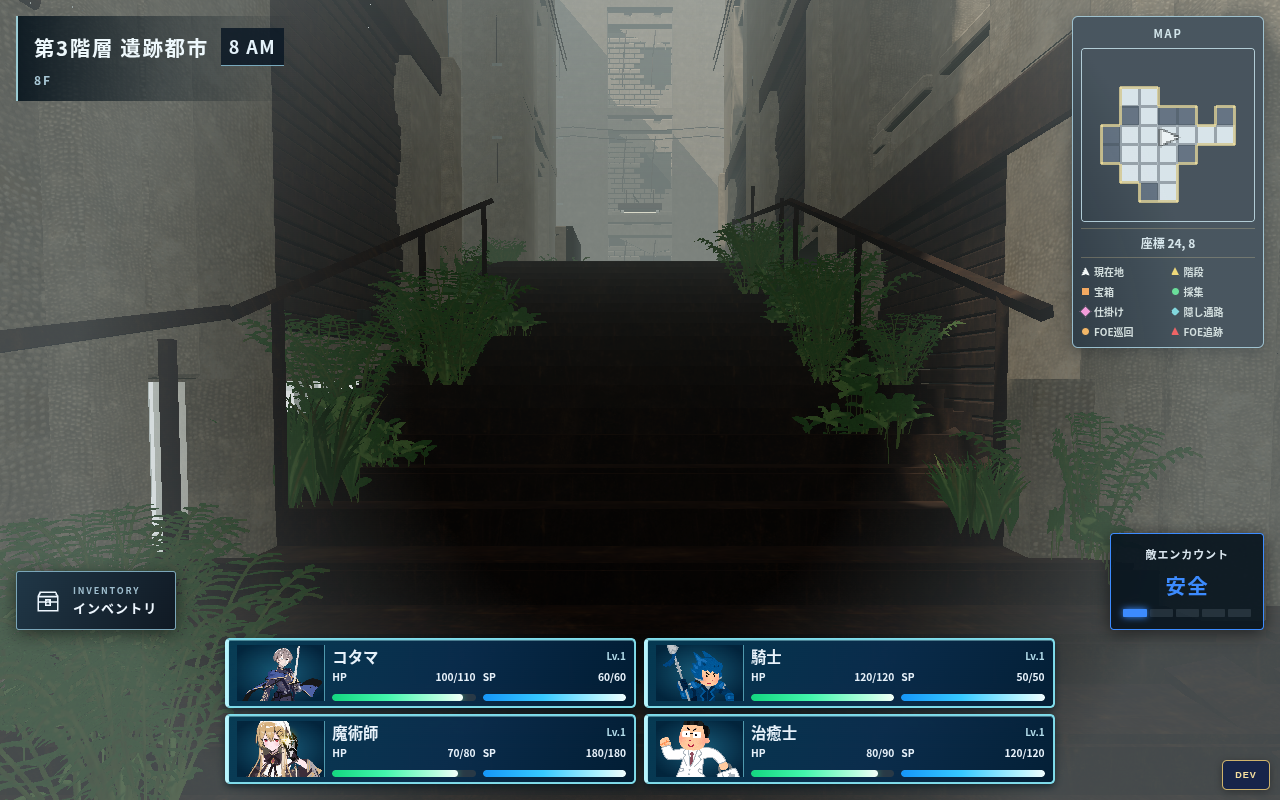 第3階層 遺跡都市 8 AM
8F
MAP
座標 24, 8
現在地 階段
宝箱 採集
仕掛け 隠し通路
FOE巡回 FOE追跡
敵エンカウント
安全
INVENTORY
インベントリ
コタマ Lv.1
HP 100/110 SP 60/60
騎士 Lv.1
HP 120/120 SP 50/50
魔術師 Lv.1
HP 70/80 SP 180/180
治癒士 Lv.1
HP 80/90 SP 120/120
DEV